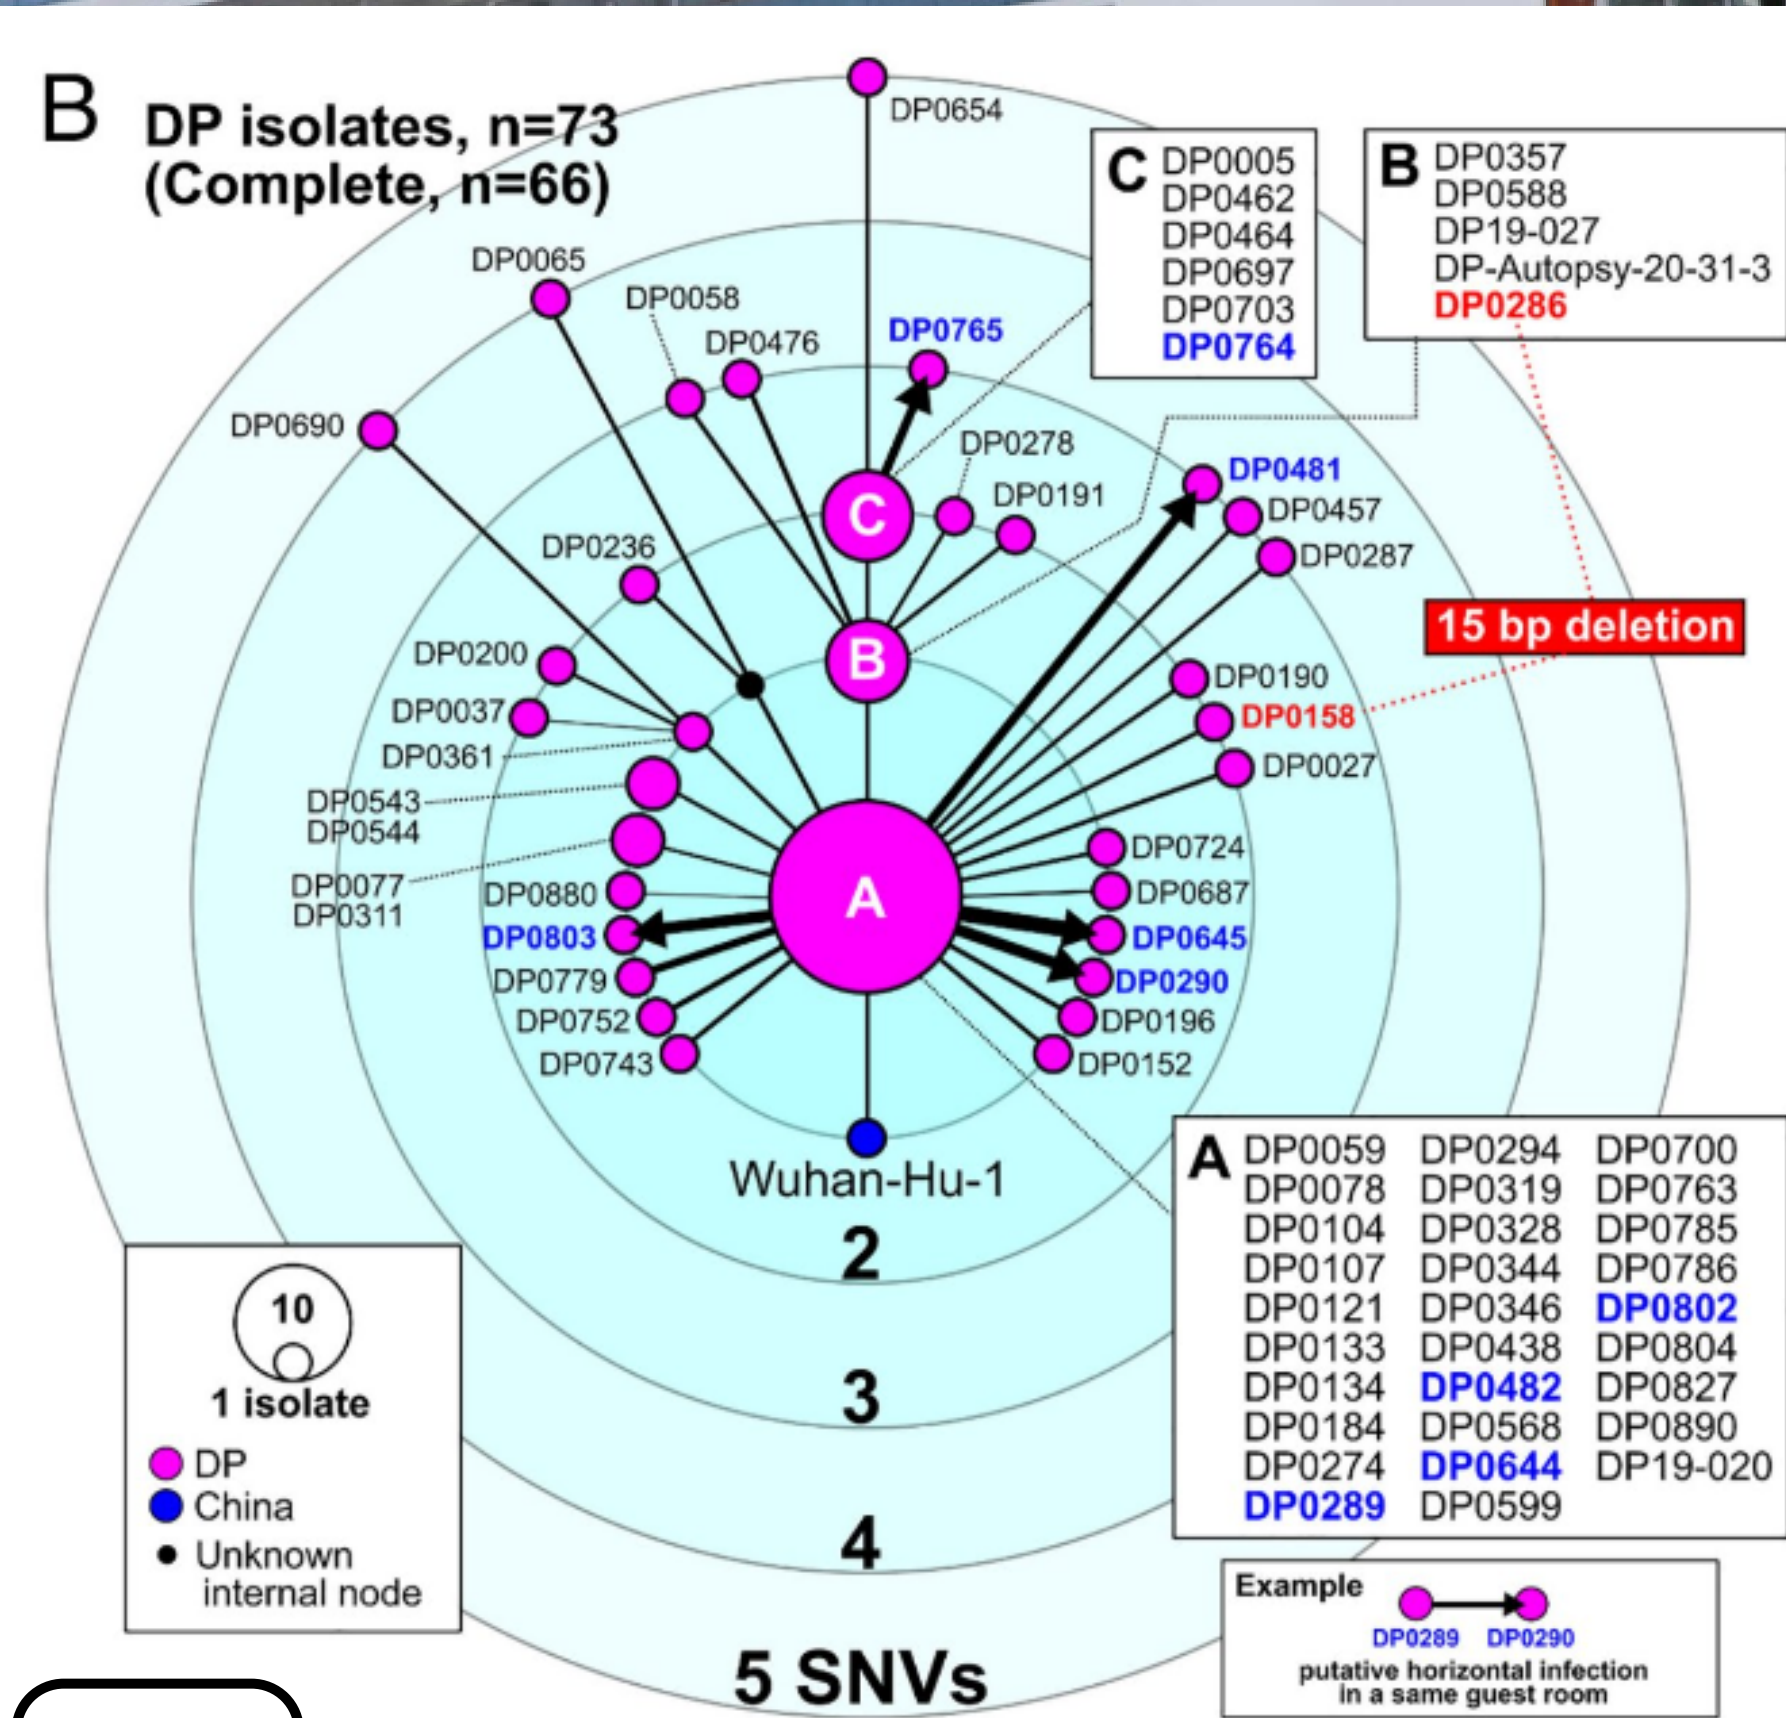 B
DP isolates, n=73
(Complete, n=66)
DP0654
C
DP0005
DP0462
DP0464
DP0697
DP0703
DP0764
B
DP0357
DP0588
DP19-027
DP-Autopsy-20-31-3
DP0286
DP0065
DP0058
DP0476
DP0765
DP0690
DP0278
DP0191
DP0481
DP0457
DP0287
C
DP0236
15 bp deletion
DP0200
B
DP0190
DP0037
DP0158
DP0361
DP0027
DP0543
DP0544
DP0724
DP0077
DP0311
DP0880
A
DP0687
DP0803
DP0645
DP0779
DP0290
DP0752
DP0196
DP0743
DP0152
Wuhan-Hu-1
2
3
4
5 SNVs
A
DP0059 DP0294 DP0700
DP0078 DP0319 DP0763
DP0104 DP0328 DP0785
DP0107 DP0344 DP0786
DP0121 DP0346 DP0802
DP0133 DP0438 DP0804
DP0134 DP0482 DP0827
DP0184 DP0568 DP0890
DP0274 DP0644 DP19-020
DP0289 DP0599
10
1 isolate
DP
China
Unknown
internal node
Example
DP0289 DP0290
putative horizontal infection
in a same guest room